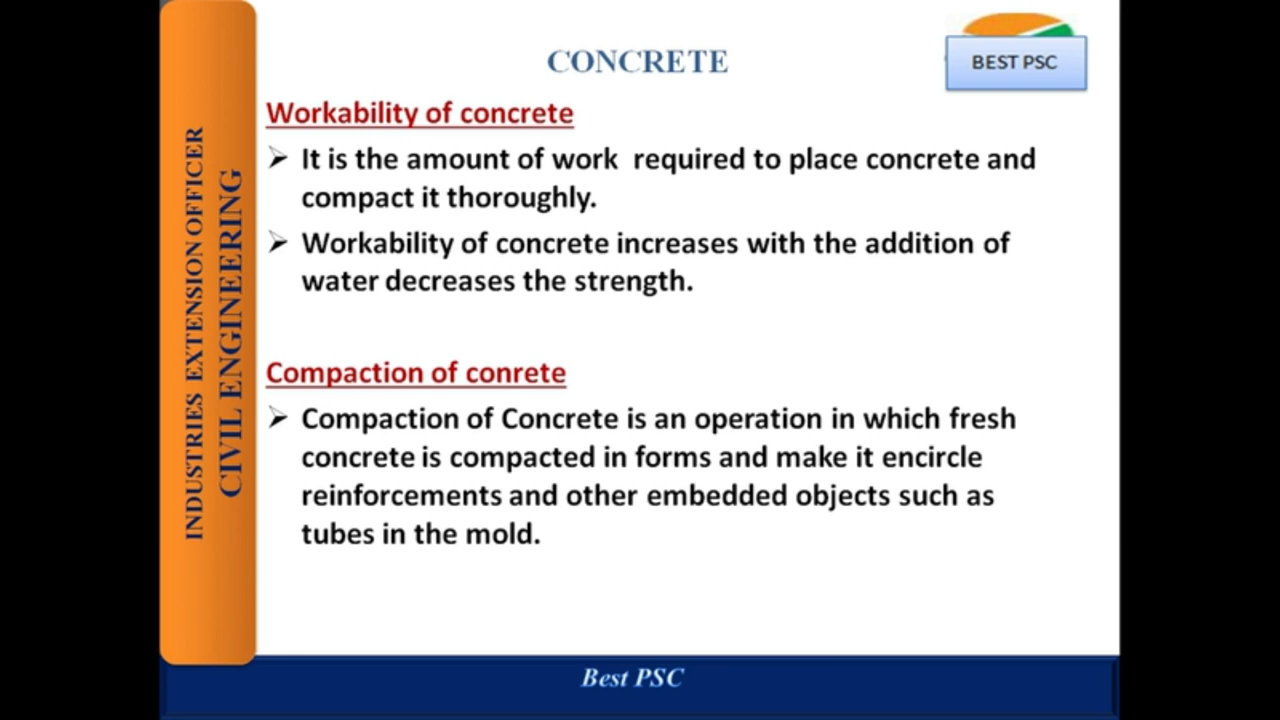 CONCRETE
BEST PSC
INDUSTRIES EXTENSION OFFICER
CIVIL ENGINEERING
Workability of concrete
➢ It is the amount of work required to place concrete and
compact it thoroughly.
➢ Workability of concrete increases with the addition of
water decreases the strength.
Compaction of conrete
➢ Compaction of Concrete is an operation in which fresh
concrete is compacted in forms and make it encircle
reinforcements and other embedded objects such as
tubes in the mold.
Best PSC